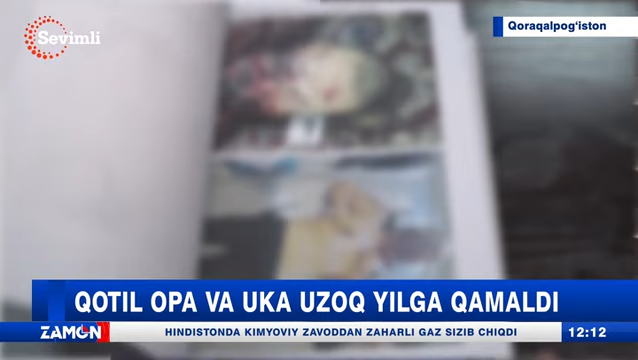 Sevimli
Qoraqalpog‘iston
QOTIL OPA VA UKA UZOQ YILGA QAMALDI
ZAMON
HINDISTONDA KIMYOVIY ZAVODDAN ZAHARLI GAZ SIZIB CHIQDI
12:12